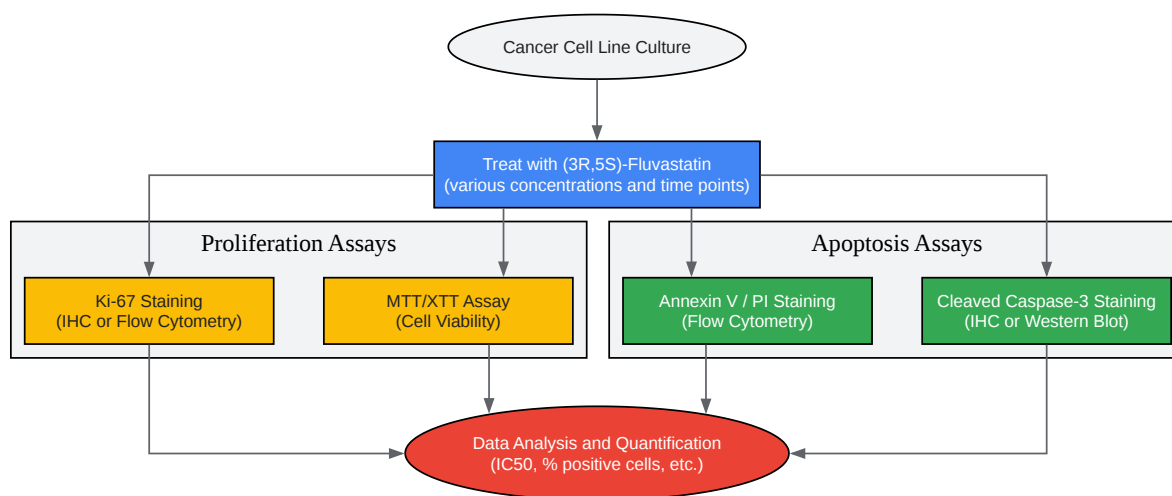 Cancer Cell Line Culture
Treat with (3R,5S)-Fluvastatin
(various concentrations and time points)
Proliferation Assays
Apoptosis Assays
Ki-67 Staining
(IHC or Flow Cytometry)
MTT/XTT Assay
(Cell Viability)
Annexin V / PI Staining
(Flow Cytometry)
Cleaved Caspase-3 Staining
(IHC or Western Blot)
Data Analysis and Quantification
(IC50, % positive cells, etc.)